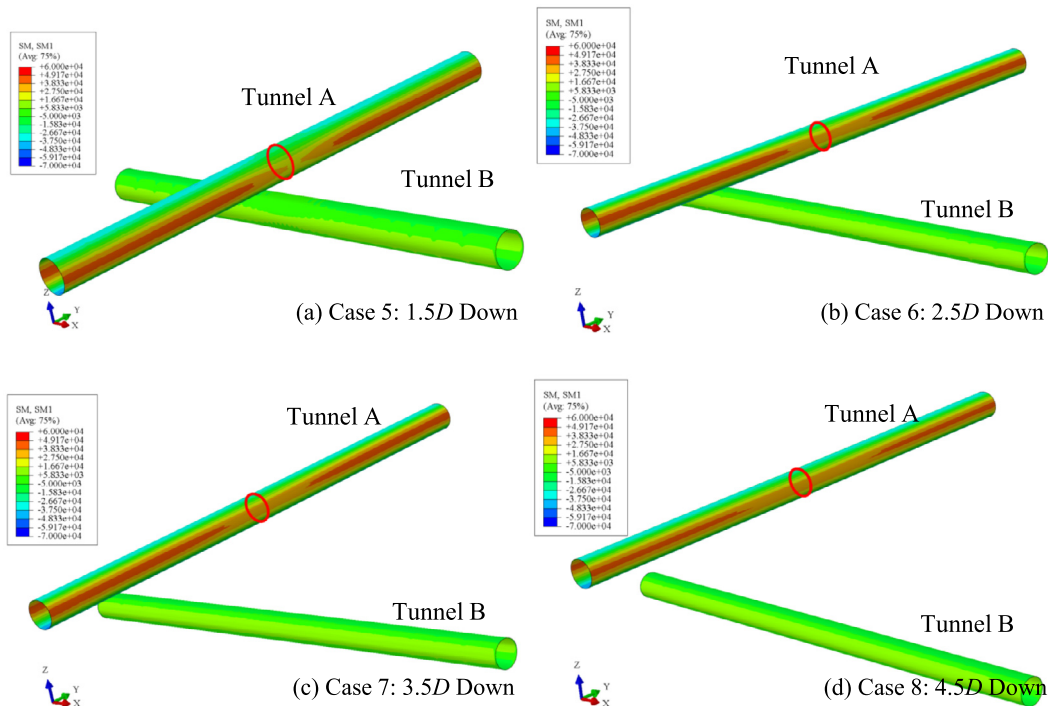 SM, SM1
(Avg: 75%)
+6.000e+04
+4.917e+04
+3.833e+04
+2.750e+04
+1.667e+04
+5.833e+03
-5.000e+03
-1.583e+04
-2.667e+04
-3.750e+04
-4.833e+04
-5.917e+04
-7.000e+04
Tunnel A
Tunnel B
Z
Y
X
(a) Case 5: 1.5D Down
SM, SM1
(Avg: 75%)
+6.000e+04
+4.917e+04
+3.833e+04
+2.750e+04
+1.667e+04
+5.833e+03
-5.000e+03
-1.583e+04
-2.667e+04
-3.750e+04
-4.833e+04
-5.917e+04
-7.000e+04
Tunnel A
Tunnel B
Z
Y
X
(b) Case 6: 2.5D Down
SM, SM1
(Avg: 75%)
+6.000e+04
+4.917e+04
+3.833e+04
+2.750e+04
+1.667e+04
+5.833e+03
-5.000e+03
-1.583e+04
-2.667e+04
-3.750e+04
-4.833e+04
-5.917e+04
-7.000e+04
Tunnel A
Tunnel B
Z
Y
X
(c) Case 7: 3.5D Down
SM, SM1
(Avg: 75%)
+6.000e+04
+4.917e+04
+3.833e+04
+2.750e+04
+1.667e+04
+5.833e+03
-5.000e+03
-1.583e+04
-2.667e+04
-3.750e+04
-4.833e+04
-5.917e+04
-7.000e+04
Tunnel A
Tunnel B
Z
Y
X
(d) Case 8: 4.5D Down